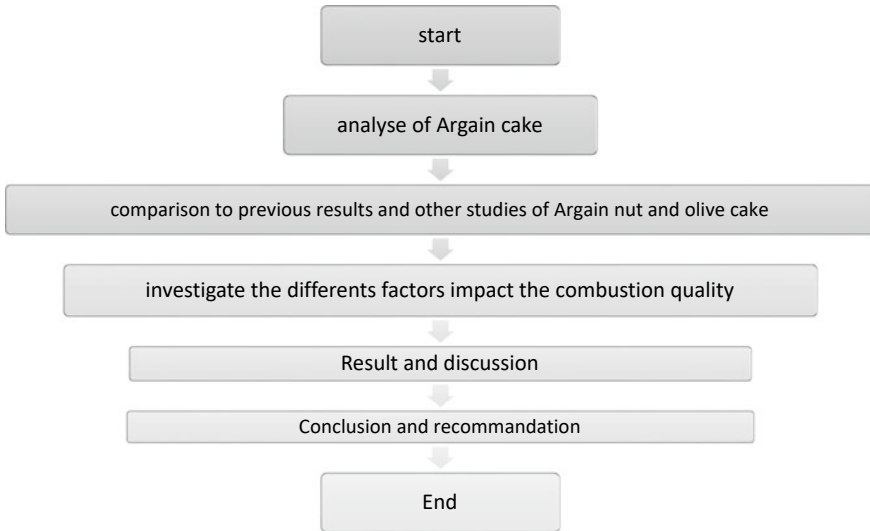 start
analyse of Argain cake
comparison to previous results and other studies of Argain nut and olive cake
investigate the differents factors impact the combustion quality
Result and discussion
Conclusion and recommandation
End